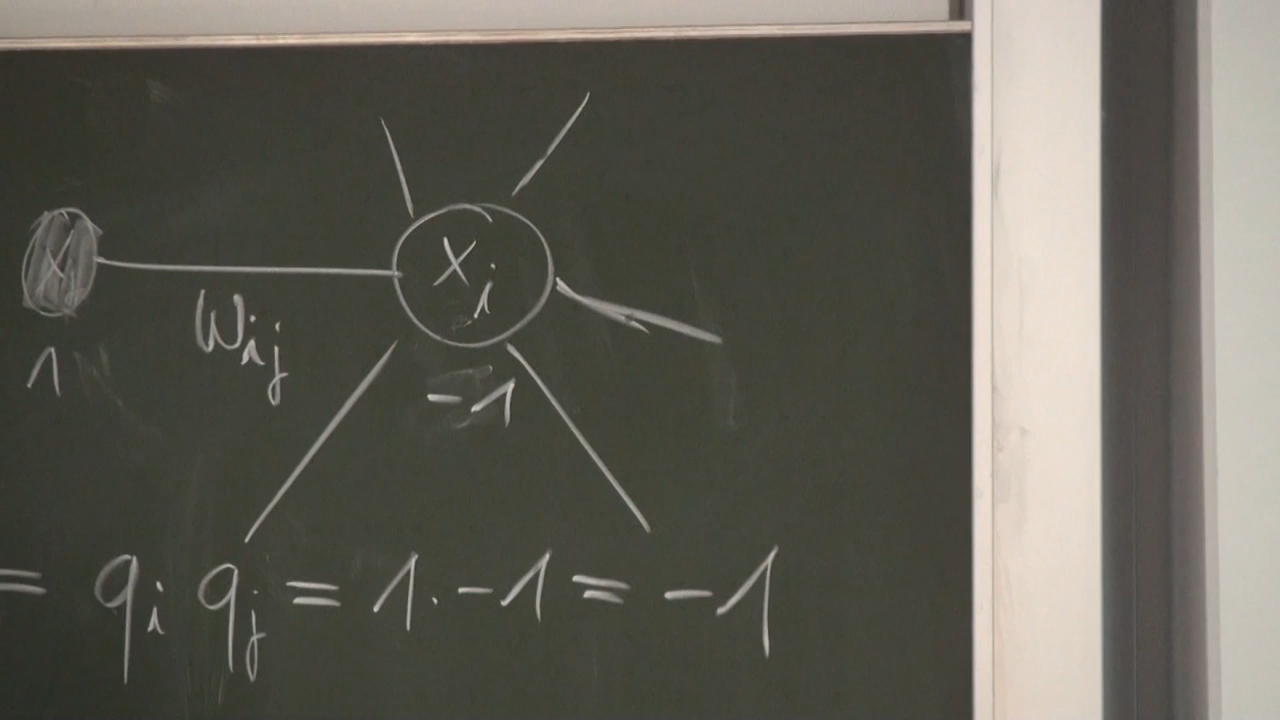 x_j x_i
w_ij
1 -1
= q_i q_j = 1 . -1 = -1